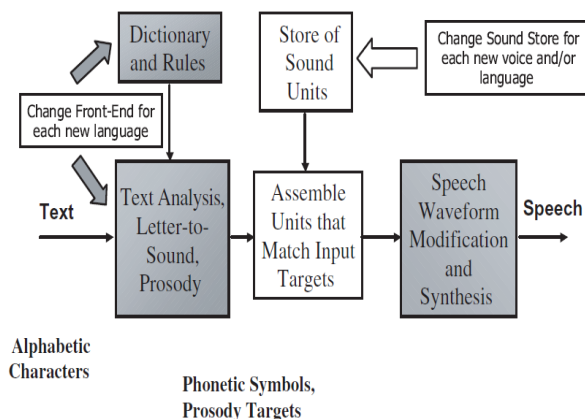 Dictionary
and Rules
Store of
Sound
Units
Change Sound Store for
each new voice and/or
language
Change Front-End for
each new language
Text
Text Analysis,
Letter-to-
Sound,
Prosody
Assemble
Units that
Match Input
Targets
Speech
Waveform
Modification
and
Synthesis
Speech
Alphabetic
Characters
Phonetic Symbols,
Prosody Targets